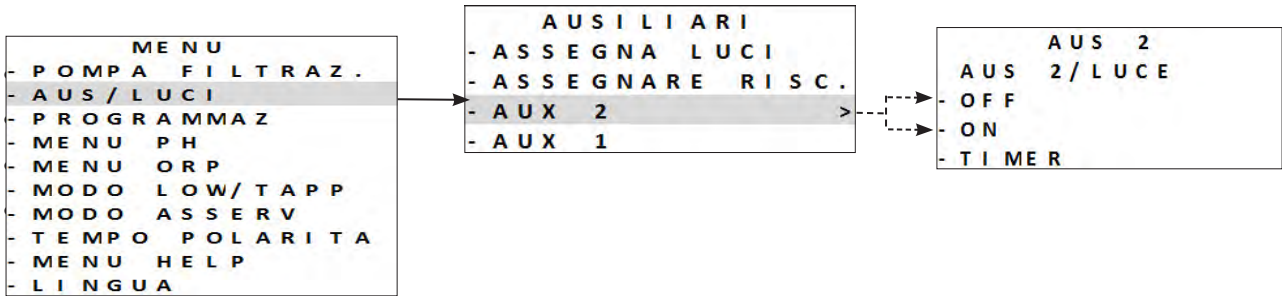 MENU
- POMPA FILTRAZ.
- AUS/LUCI
- PROGRAMMAZ
- MENU PH
- MENU ORP
- MODO LOW/TAPP
- MODO ASSERV
- TEMPO POLARITA
- MENU HELP
- LINGUA
AUSILIARI
- ASSEGNA LUCI
- ASSEGNARE RISC.
- AUX 2 >
- AUX 1
AUS 2
AUS 2/LUCE
- OFF
- ON
- TIMER